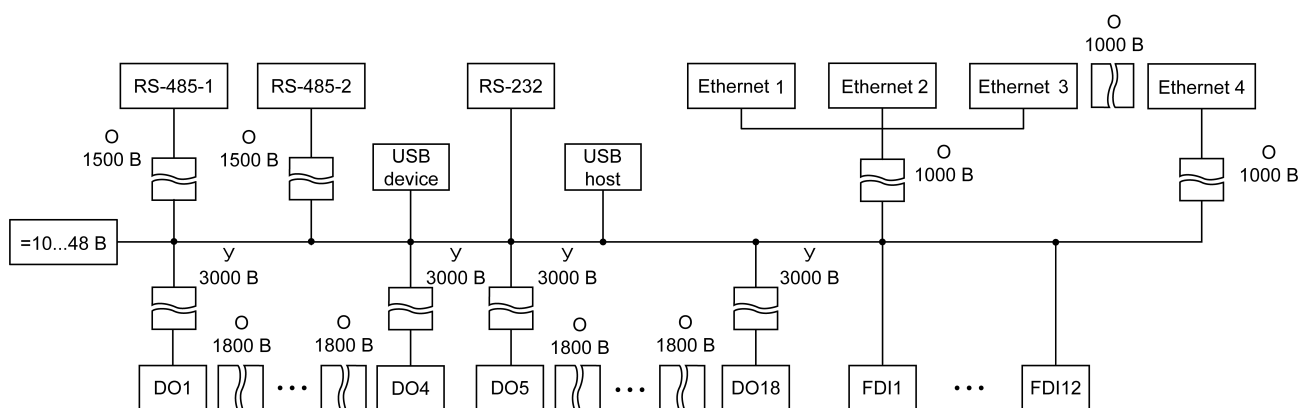 О
1000 В
RS-485-1
RS-485-2
RS-232
Ethernet 1
Ethernet 2
Ethernet 3
Ethernet 4
О
1500 В
О
1500 В
USB
device
USB
host
О
1000 В
О
1000 В
=10...48 В
У
3000 В
У
3000 В
У
3000 В
У
3000 В
О
1800 В
О
1800 В
О
1800 В
О
1800 В
DO1
...
DO4
DO5
...
DO18
FDI1
...
FDI12